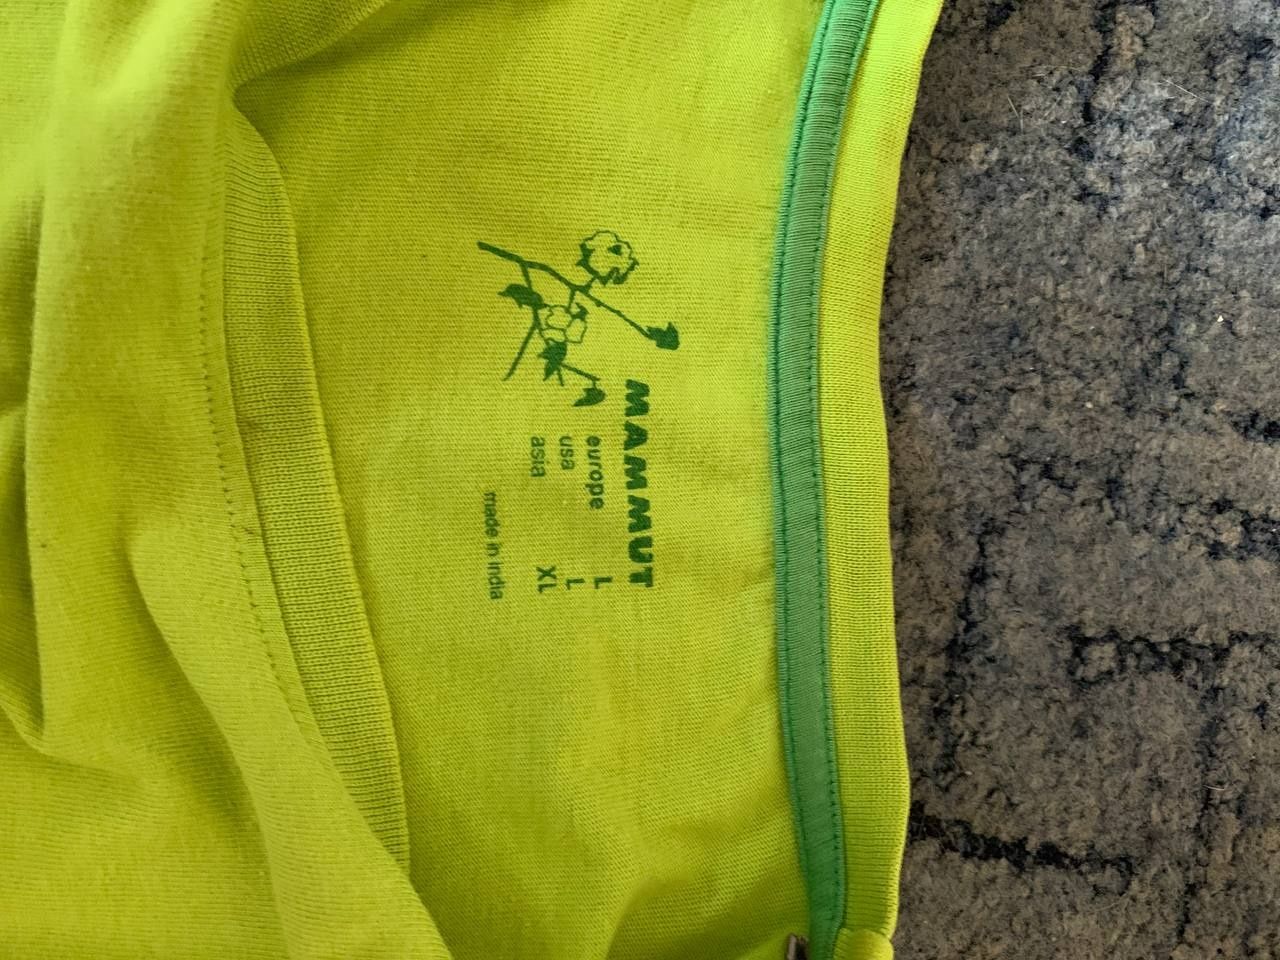 MAMMUT
europe L
usa L
asia XL
made in india